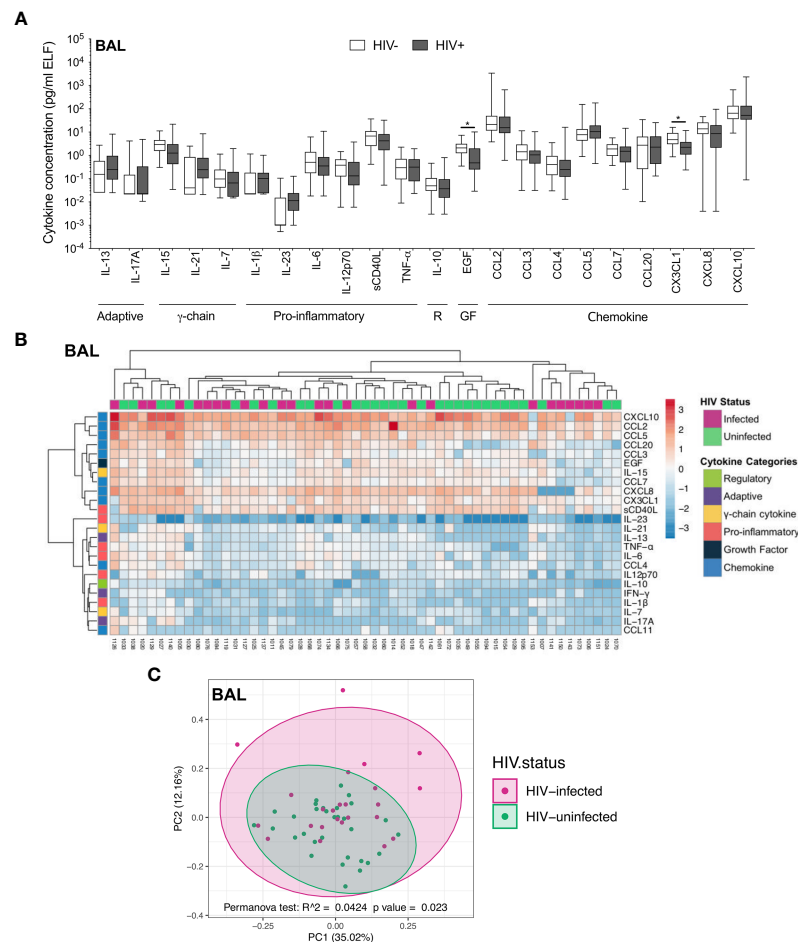 A
BAL
HIV-
HIV+
Cytokine concentration (pg/ml ELF)
10^5
10^4
10^3
10^2
10^1
10^0
10^-1
10^-2
10^-3
10^-4
*
*
IL-13
IL-17A
IL-15
IL-21
IL-7
IL-1β
IL-23
IL-6
IL-12p70
sCD40L
TNF-α
IL-10
EGF
CCL2
CCL3
CCL4
CCL5
CCL7
CCL20
CX3CL1
CXCL8
CXCL10
Adaptive
γ-chain
Pro-inflammatory
R
GF
Chemokine
B
BAL
CXCL10
CCL2
CCL5
CCL20
CCL3
EGF
IL-15
CCL7
CXCL8
CX3CL1
sCD40L
IL-23
IL-21
IL-13
TNF-α
IL-6
CCL4
IL12p70
IL-10
IFN-γ
IL-1β
IL-7
IL-17A
CCL11
3
2
1
0
-1
-2
-3
HIV Status
Infected
Uninfected
Cytokine Categories
Regulatory
Adaptive
γ-chain cytokine
Pro-inflammatory
Growth Factor
Chemokine
C
BAL
PC2 (12.16%)
0.4
0.2
0.0
−0.2
−0.4
Permanova test: R^2 = 0.0424 p value = 0.023
−0.25
0.00
0.25
PC1 (35.02%)
HIV.status
HIV−infected
HIV−uninfected